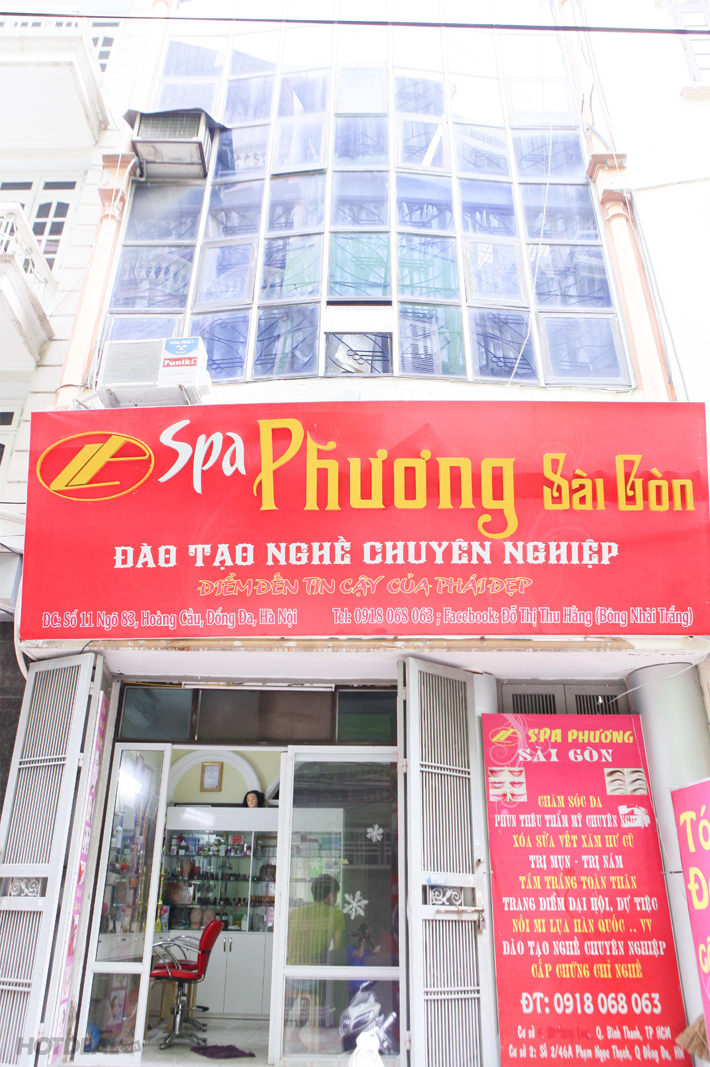 HÒA PHÁT
Funiki
Spa Phương Sài Gòn
ĐÀO TẠO NGHỀ CHUYÊN NGHIỆP
ĐIỂM ĐẾN TIN CẬY CỦA PHÁI ĐẸP
ĐC: Số 11 Ngõ 83, Hoàng Cầu, Đống Đa, Hà Nội Tel: 0918 068 063 ; Facebook: Đỗ Thị Thu Hằng (Bông Nhài Trắng)
SPA PHƯƠNG
SÀI GÒN
CHĂM SÓC DA
PHUN THÊU THẨM MỸ CHUYÊN NGHIỆP
XÓA SỬA VẾT XĂM HƯ CŨ
TRỊ MỤN - TRỊ NÁM
TẮM TRẮNG TOÀN THÂN
TRANG ĐIỂM DẠ HỘI, DỰ TIỆC
NỐI MI LỤA HÀN QUỐC .. VV
ĐÀO TẠO NGHỀ CHUYÊN NGHIỆP
CẤP CHỨNG CHỈ NGHỀ
ĐT: 0918 068 063
Cơ sở Q, Bình Thạnh, TP HCM
Cơ sở 2: Số 2/46A Phạm Ngọc Thạch, Q Đống Đa, HN
HOTDEAL